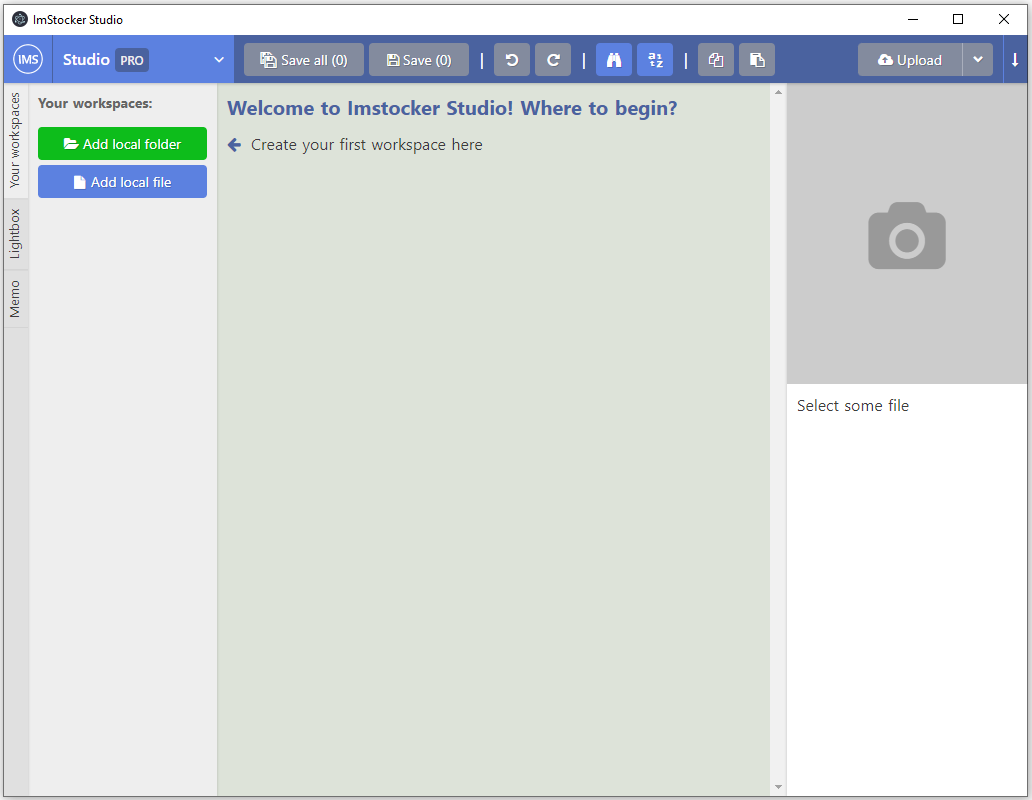 ImStocker Studio
IMS Studio PRO Save all (0) Save (0) | | a↓z | Upload
Your workspaces
Lightbox
Memo
Your workspaces:
Add local folder
Add local file
Welcome to Imstocker Studio! Where to begin?
Create your first workspace here
Select some file